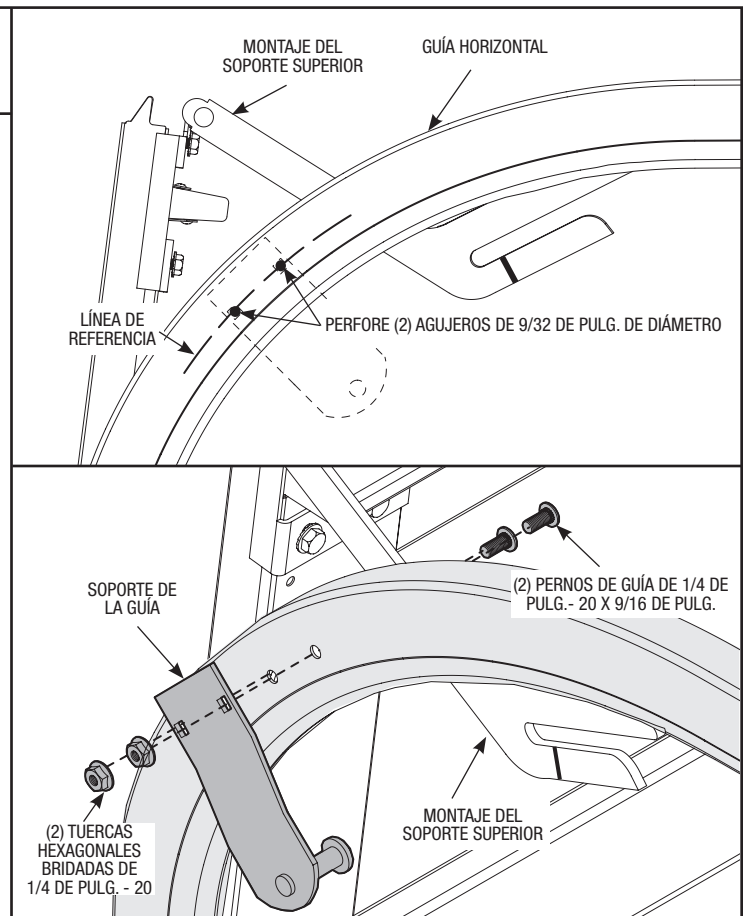 MONTAJE DEL
SOPORTE SUPERIOR
GUÍA HORIZONTAL
LÍNEA DE
REFERENCIA
PERFORE (2) AGUJEROS DE 9/32 DE PULG. DE DIÁMETRO
SOPORTE DE
LA GUÍA
(2) PERNOS DE GUÍA DE 1/4 DE
PULG.- 20 X 9/16 DE PULG.
MONTAJE DEL
SOPORTE SUPERIOR
(2) TUERCAS
HEXAGONALES
BRIDADAS DE
1/4 DE PULG. - 20